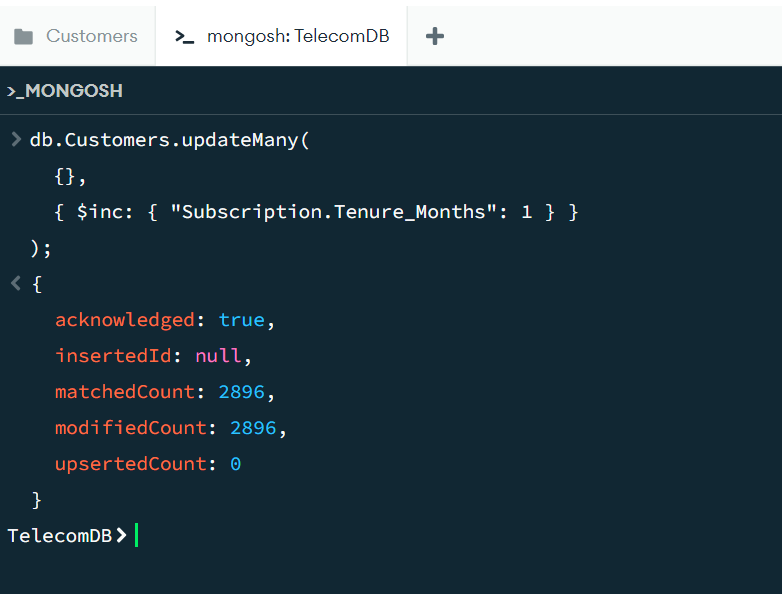 Customers >_ mongosh: TelecomDB +
>_MONGOSH
> db.Customers.updateMany(
{},
{ $inc: { "Subscription.Tenure_Months": 1 } }
);
< {
acknowledged: true,
insertedId: null,
matchedCount: 2896,
modifiedCount: 2896,
upsertedCount: 0
}
TelecomDB>